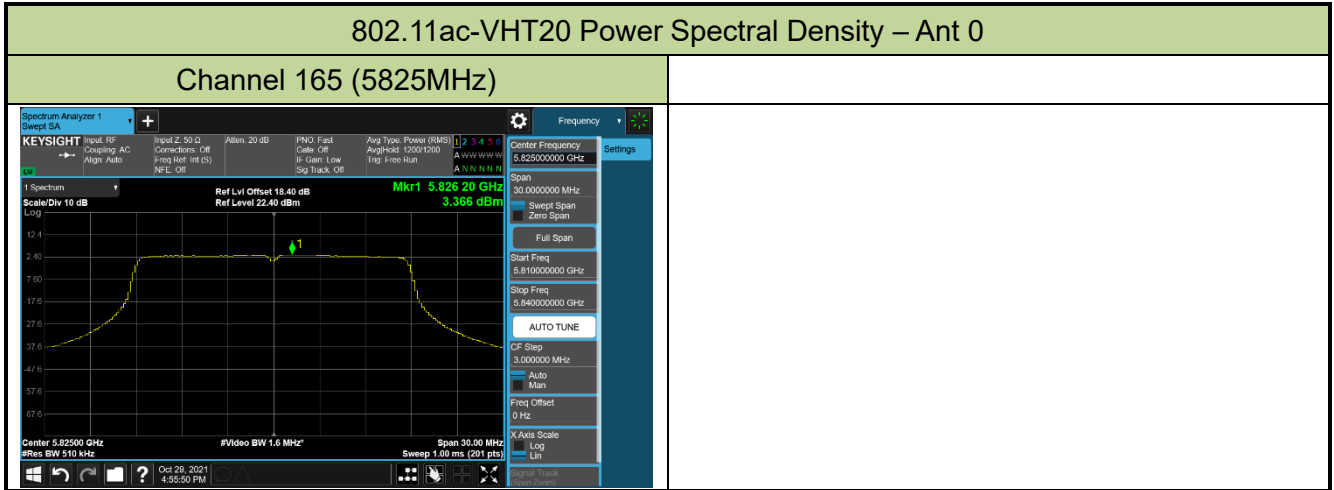 802.11ac-VHT20 Power Spectral Density – Ant 0
Channel 165 (5825MHz)
Spectrum Analyzer 1
Swept SA
+
Frequency
KEYSIGHT
Input: RF
Coupling: AC
Align: Auto
Input Z: 50 Ω
Corrections: Off
Freq Ref: Int (S)
NFE: Off
Atten: 20 dB
PNO: Fast
Gate: Off
IF Gain: Low
Sig Track: Off
Avg Type: Power (RMS)
Avg|Hold: 1200/1200
Trig: Free Run
1 2 3 4 5 6
A W W W W W
A N N N N N
1 Spectrum
Scale/Div 10 dB
Log
Ref Lvl Offset 18.40 dB
Ref Level 22.40 dBm
Mkr1 5.826 20 GHz
3.366 dBm
1
12.4
2.40
-7.60
-17.6
-27.6
-37.6
-47.6
-57.6
-67.6
Center 5.82500 GHz
#Res BW 510 kHz
#Video BW 1.6 MHz*
Span 30.00 MHz
Sweep 1.00 ms (201 pts)
Center Frequency
5.825000000 GHz
Settings
Span
30.0000000 MHz
Swept Span
Zero Span
Full Span
Start Freq
5.810000000 GHz
Stop Freq
5.840000000 GHz
AUTO TUNE
CF Step
3.000000 MHz
Auto
Man
Freq Offset
0 Hz
X Axis Scale
Log
Lin
Signal Track
(Span Zoom)
?
Oct 29, 2021
4:55:50 PM